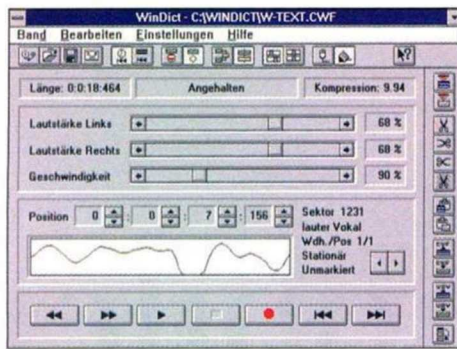 WinDict - C:\WINDICT\W-TEXT.CWF
Band Bearbeiten Einstellungen Hilfe
Länge: 0:0:18:464 Angehalten Kompression: 9.94
Lautstärke Links 68 %
Lautstärke Rechts 68 %
Geschwindigkeit 90 %
Position 0 : 0 : 7 : 156
Sektor 1231
lauter Vokal
Wdh./Pos 1/1
Stationär
Unmarkiert